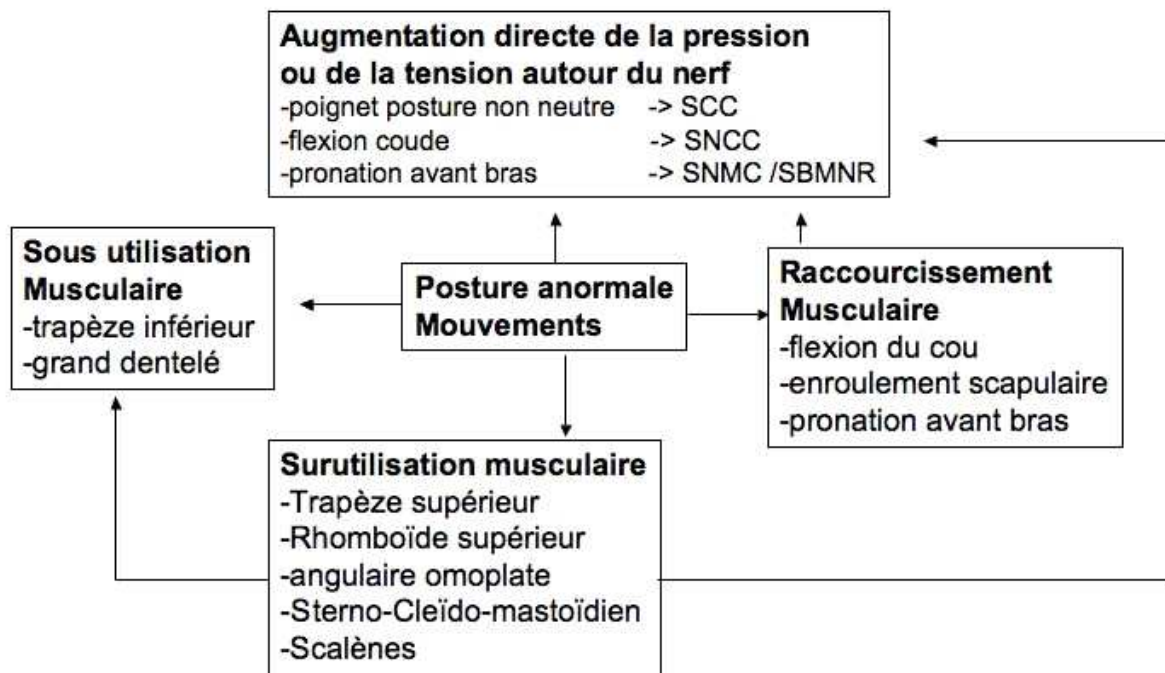 Augmentation directe de la pression
ou de la tension autour du nerf
-poignet posture non neutre -> SCC
-flexion coude -> SNCC
-pronation avant bras -> SNMC /SBMNR
Sous utilisation
Musculaire
-trapèze inférieur
-grand dentelé
Posture anormale
Mouvements
Raccourcissement
Musculaire
-flexion du cou
-enroulement scapulaire
-pronation avant bras
Surutilisation musculaire
-Trapèze supérieur
-Rhomboïde supérieur
-angulaire omoplate
-Sterno-Cleïdo-mastoïdien
-Scalènes